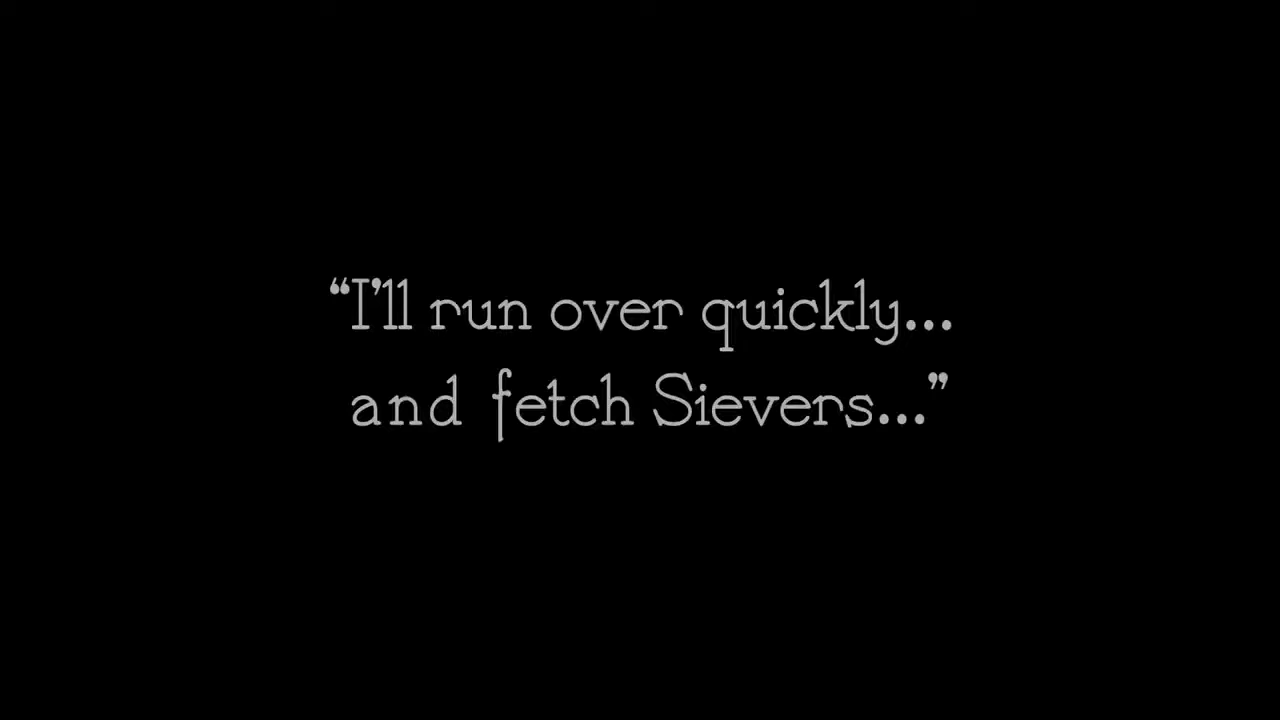 “I’ll run over quickly...
and fetch Sievers...”